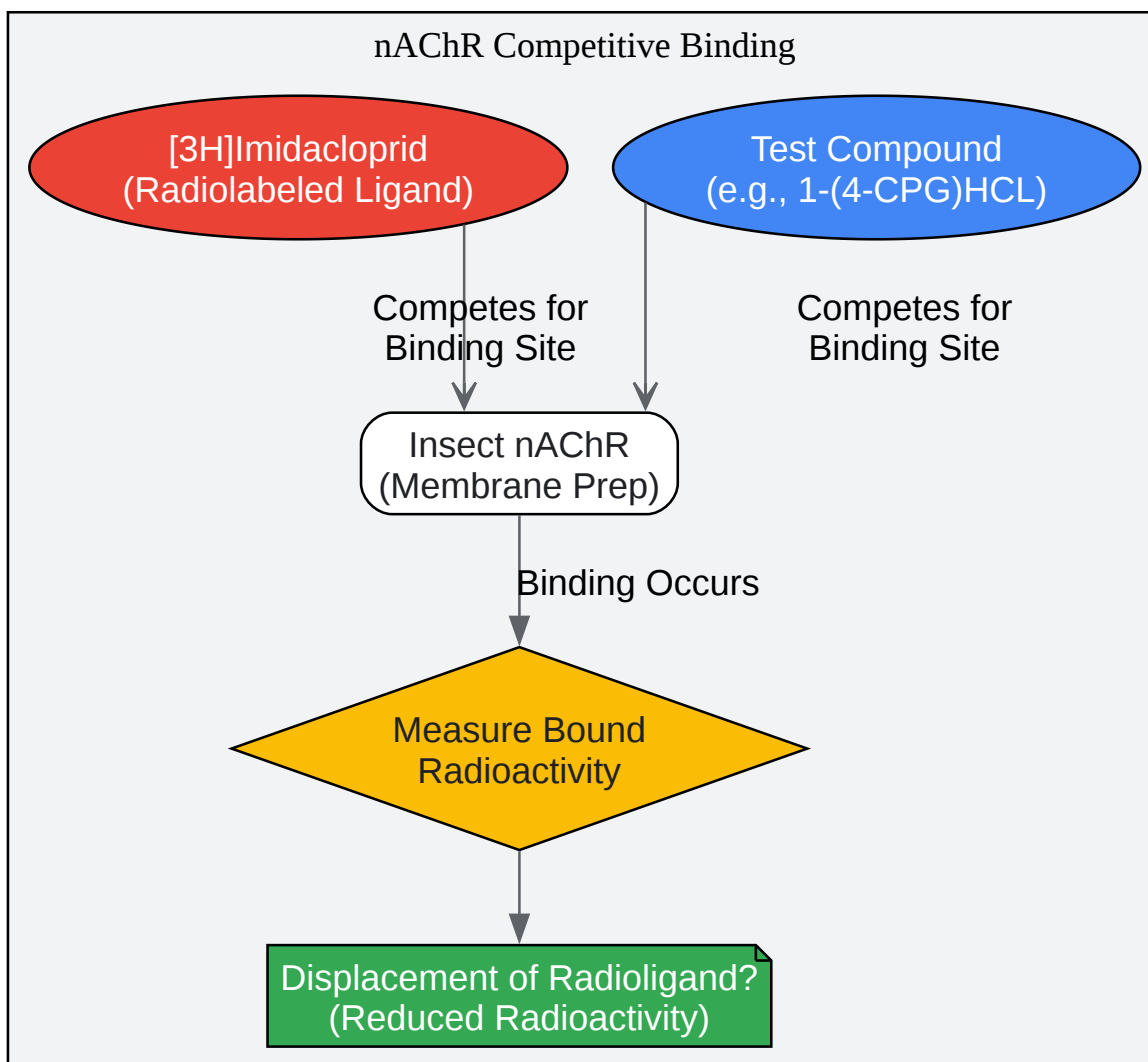 nAChR Competitive Binding
[3H]Imidacloprid
(Radiolabeled Ligand)
Test Compound
(e.g., 1-(4-CPG)HCL)
Competes for
Binding Site
Competes for
Binding Site
Insect nAChR
(Membrane Prep)
Binding Occurs
Measure Bound
Radioactivity
Displacement of Radioligand?
(Reduced Radioactivity)